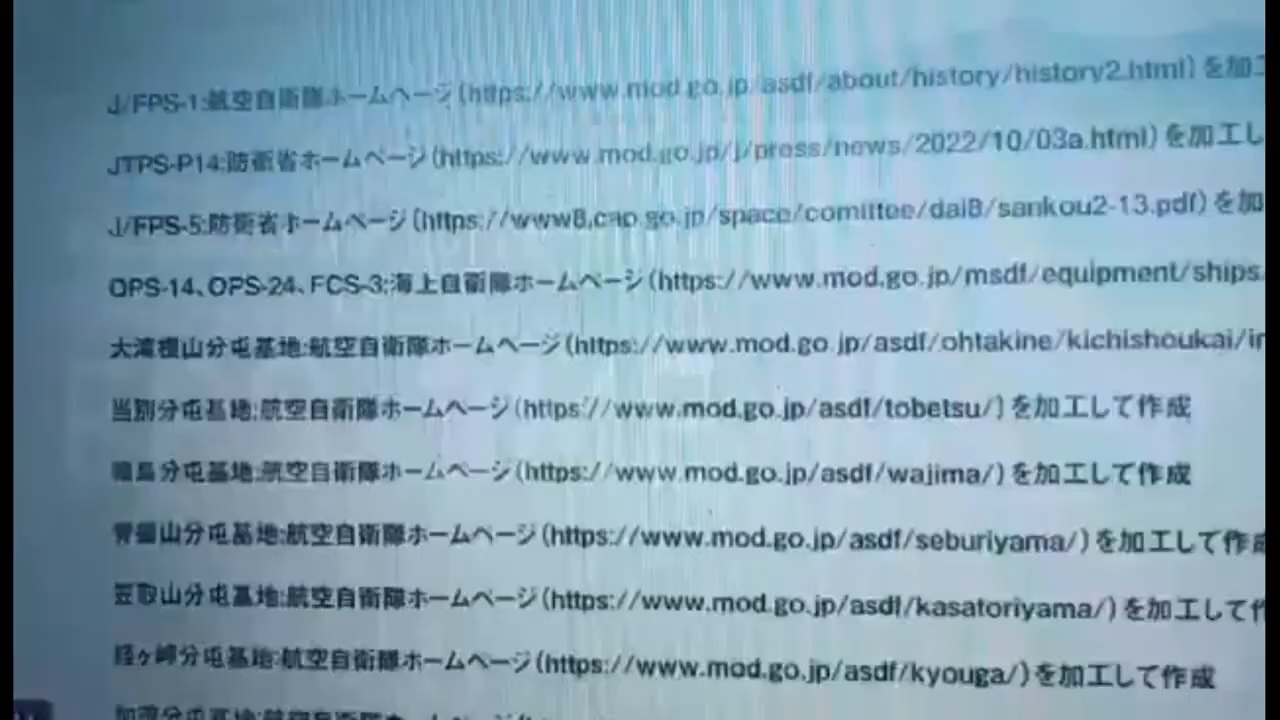 J/FPS-1:航空自衛隊ホームページ(https://www.mod.go.jp/asdf/about/history/history2.html)を加工
JTPS-P14:防衛省ホームページ(https://www.mod.go.jp/j/press/news/2022/10/03a.html)を加工し
J/FPS-5:防衛省ホームページ(https://www8.cao.go.jp/space/comittee/dai8/sankou2-13.pdf)を加
OPS-14、OPS-24、FCS-3:海上自衛隊ホームページ(https://www.mod.go.jp/msdf/equipment/ships
大滝根山分屯基地:航空自衛隊ホームページ(https://www.mod.go.jp/asdf/ohtakine/kichishoukai/in
当別分屯基地:航空自衛隊ホームページ(https://www.mod.go.jp/asdf/tobetsu/)を加工して作成
輪島分屯基地:航空自衛隊ホームページ(https://www.mod.go.jp/asdf/wajima/)を加工して作成
脊振山分屯基地:航空自衛隊ホームページ(https://www.mod.go.jp/asdf/seburiyama/)を加工して作成
笠取山分屯基地:航空自衛隊ホームページ(https://www.mod.go.jp/asdf/kasatoriyama/)を加工して作
経ヶ岬分屯基地:航空自衛隊ホームページ(https://www.mod.go.jp/asdf/kyouga/)を加工して作成